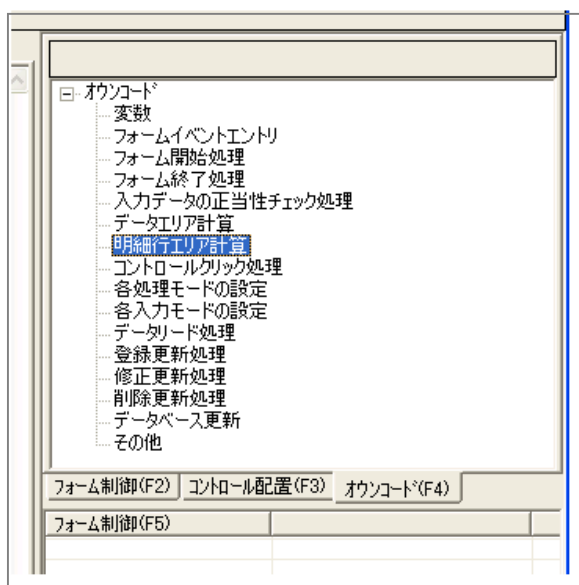 オウンコード
変数
フォームイベントエントリ
フォーム開始処理
フォーム終了処理
入力データの正当性チェック処理
データエリア計算
明細行エリア計算
コントロールクリック処理
各処理モードの設定
各入力モードの設定
データリード処理
登録更新処理
修正更新処理
削除更新処理
データベース更新
その他
フォーム制御(F2) コントロール配置(F3) オウンコード(F4)
フォーム制御(F5)